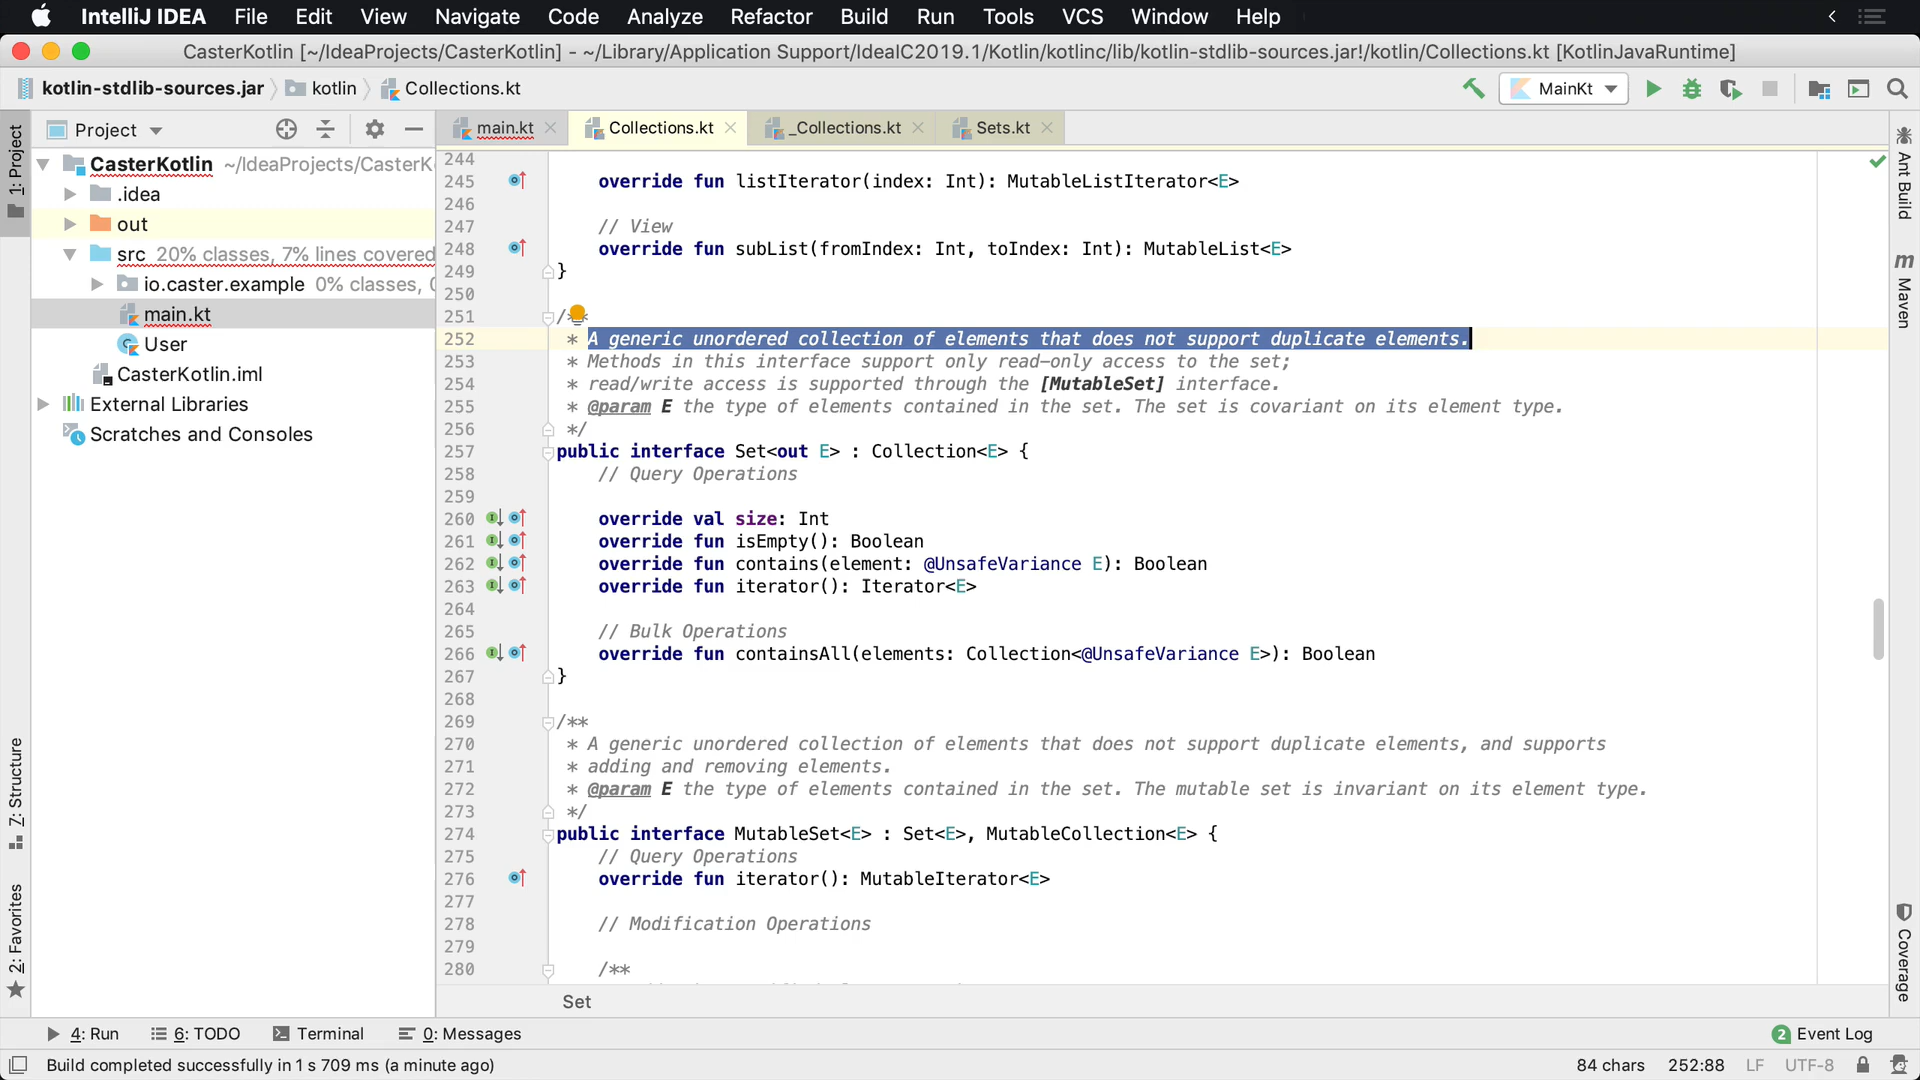 IntelliJ IDEA File Edit View Navigate Code Analyze Refactor Build Run Tools VCS Window Help
CasterKotlin [~/IdeaProjects/CasterKotlin] - ~/Library/Application Support/IdeaIC2019.1/Kotlin/kotlinc/lib/kotlin-stdlib-sources.jar!/kotlin/Collections.kt [KotlinJavaRuntime]
kotlin-stdlib-sources.jar kotlin Collections.kt MainKt
Project
main.kt Collections.kt _Collections.kt Sets.kt
1: Project
CasterKotlin ~/IdeaProjects/CasterK
.idea
out
src 20% classes, 7% lines covered
io.caster.example 0% classes, 0
main.kt
User
CasterKotlin.iml
External Libraries
Scratches and Consoles
Z: Structure
2: Favorites
244
245 override fun listIterator(index: Int): MutableListIterator<E>
246
247 // View
248 override fun subList(fromIndex: Int, toIndex: Int): MutableList<E>
249 }
250
251 /**
252 * A generic unordered collection of elements that does not support duplicate elements.
253 * Methods in this interface support only read-only access to the set;
254 * read/write access is supported through the [MutableSet] interface.
255 * @param E the type of elements contained in the set. The set is covariant on its element type.
256 */
257 public interface Set<out E> : Collection<E> {
258 // Query Operations
259
260 override val size: Int
261 override fun isEmpty(): Boolean
262 override fun contains(element: @UnsafeVariance E): Boolean
263 override fun iterator(): Iterator<E>
264
265 // Bulk Operations
266 override fun containsAll(elements: Collection<@UnsafeVariance E>): Boolean
267 }
268
269 /**
270 * A generic unordered collection of elements that does not support duplicate elements, and supports
271 * adding and removing elements.
272 * @param E the type of elements contained in the set. The mutable set is invariant on its element type.
273 */
274 public interface MutableSet<E> : Set<E>, MutableCollection<E> {
275 // Query Operations
276 override fun iterator(): MutableIterator<E>
277
278 // Modification Operations
279
280 /**
Set
Ant Build
m Maven
Coverage
4: Run 6: TODO Terminal 0: Messages 2 Event Log
Build completed successfully in 1 s 709 ms (a minute ago) 84 chars 252:88 LF UTF-8